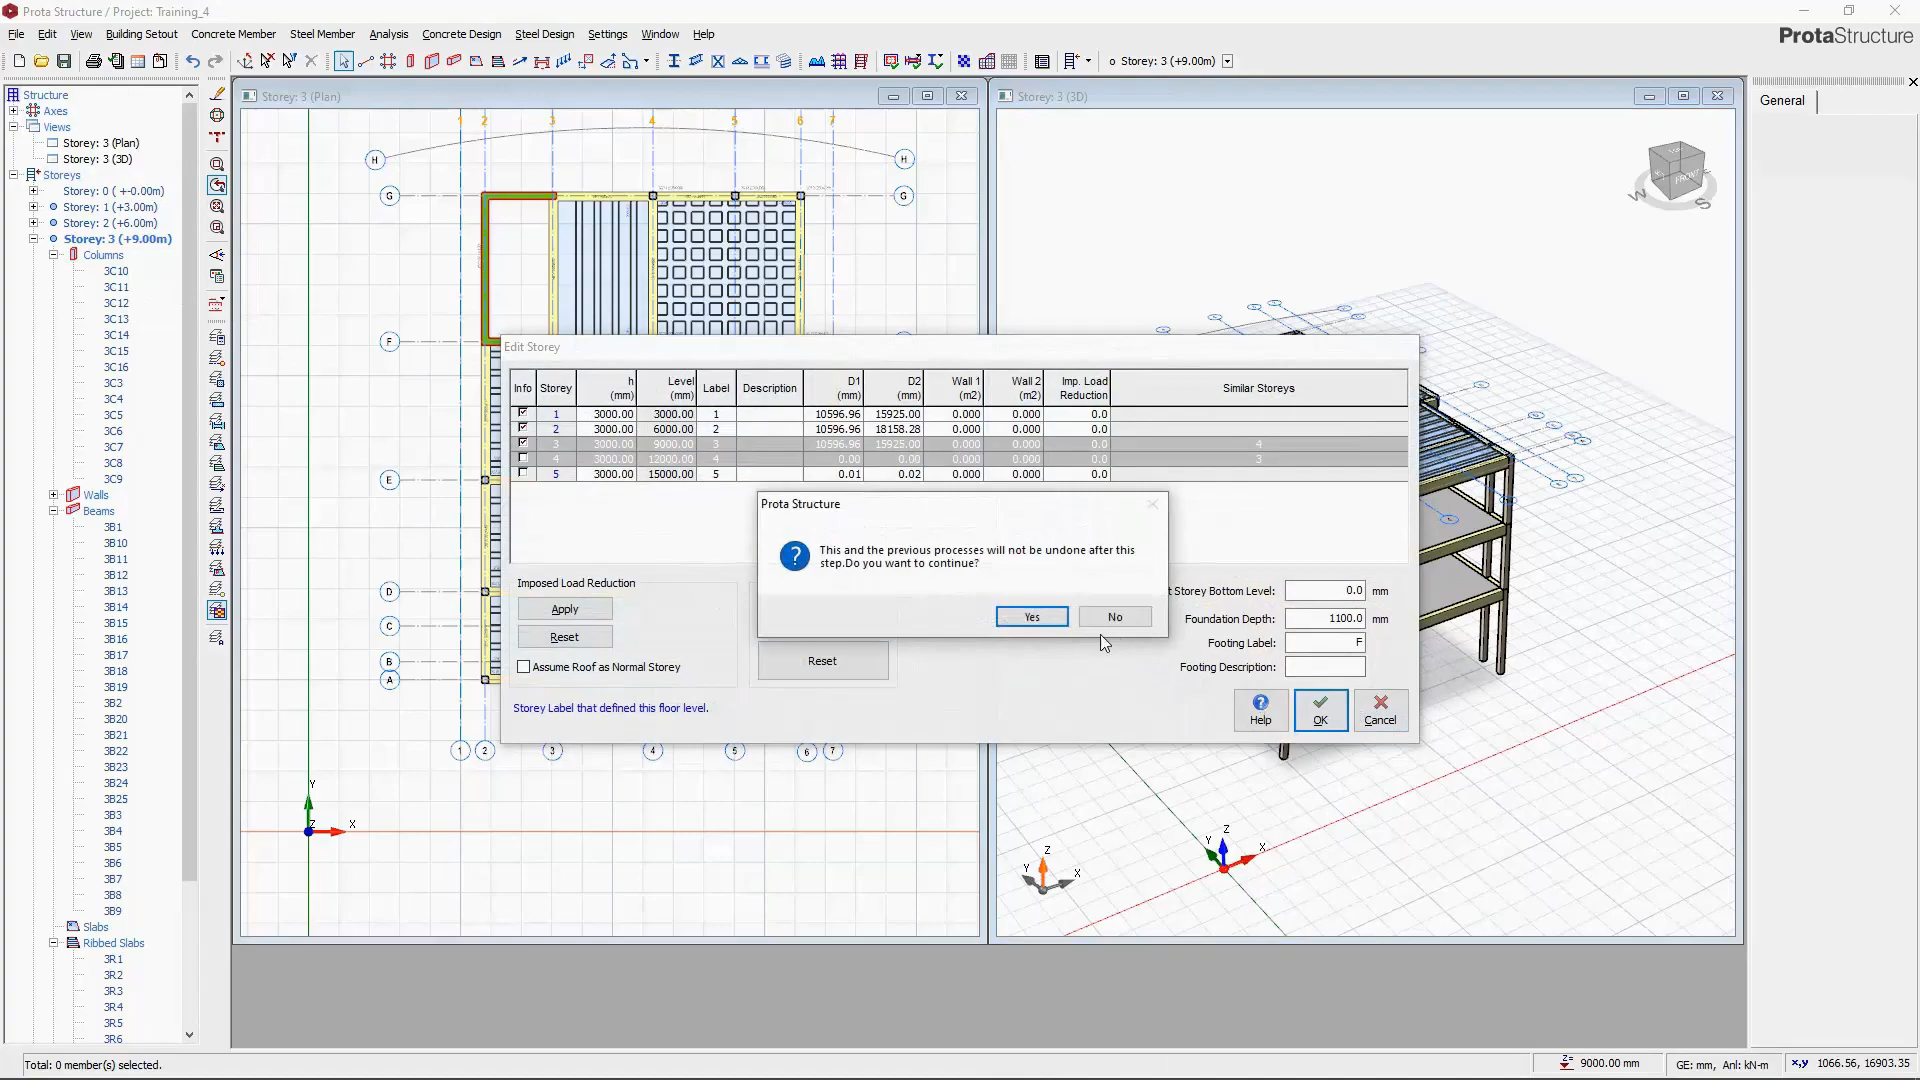 Prota Structure / Project: Training_4
File Edit View Building Setout Concrete Member Steel Member Analysis Concrete Design Steel Design Settings Window Help
ProtaStructure
o Storey: 3 (+9.00m)
Structure
Axes
Views
Storey: 3 (Plan)
Storey: 3 (3D)
Storeys
Storey: 0 ( +-0.00m)
Storey: 1 (+3.00m)
Storey: 2 (+6.00m)
Storey: 3 (+9.00m)
Columns
3C10
3C11
3C12
3C13
3C14
3C15
3C16
3C3
3C4
3C5
3C6
3C7
3C8
3C9
Walls
Beams
3B1
3B10
3B11
3B12
3B13
3B14
3B15
3B16
3B17
3B18
3B19
3B2
3B20
3B21
3B22
3B23
3B24
3B25
3B3
3B4
3B5
3B6
3B7
3B8
3B9
Slabs
Ribbed Slabs
3R1
3R2
3R3
3R4
3R5
3R6
Storey: 3 (Plan)
1 2 3 4 5 6 7
H H
G G
F
E
D
C
B
A
1 2 3 4 5 6 7
Y
Z X
Storey: 3 (3D)
FRONT
W S
Z
Y X
Z
Y X
General
Edit Storey
Info Storey h (mm) Level (mm) Label Description D1 (mm) D2 (mm) Wall 1 (m2) Wall 2 (m2) Imp. Load Reduction Similar Storeys
1 3000.00 3000.00 1 10596.96 15925.00 0.000 0.000 0.0
2 3000.00 6000.00 2 10596.96 18158.28 0.000 0.000 0.0
3 3000.00 9000.00 3 10596.96 15925.00 0.000 0.000 0.0 4
4 3000.00 12000.00 4 0.00 0.00 0.000 0.000 0.0 3
5 3000.00 15000.00 5 0.01 0.02 0.000 0.000 0.0
Prota Structure
This and the previous processes will not be undone after this
step.Do you want to continue?
Yes No
Imposed Load Reduction
Apply
Reset
Assume Roof as Normal Storey
Reset
Storey Label that defined this floor level.
t Storey Bottom Level: 0.0 mm
Foundation Depth: 1100.0 mm
Footing Label: F
Footing Description:
Help OK Cancel
Total: 0 member(s) selected.
Z= 9000.00 mm
GE: mm, Anl: kN-m
x,y 1066.56, 16903.35